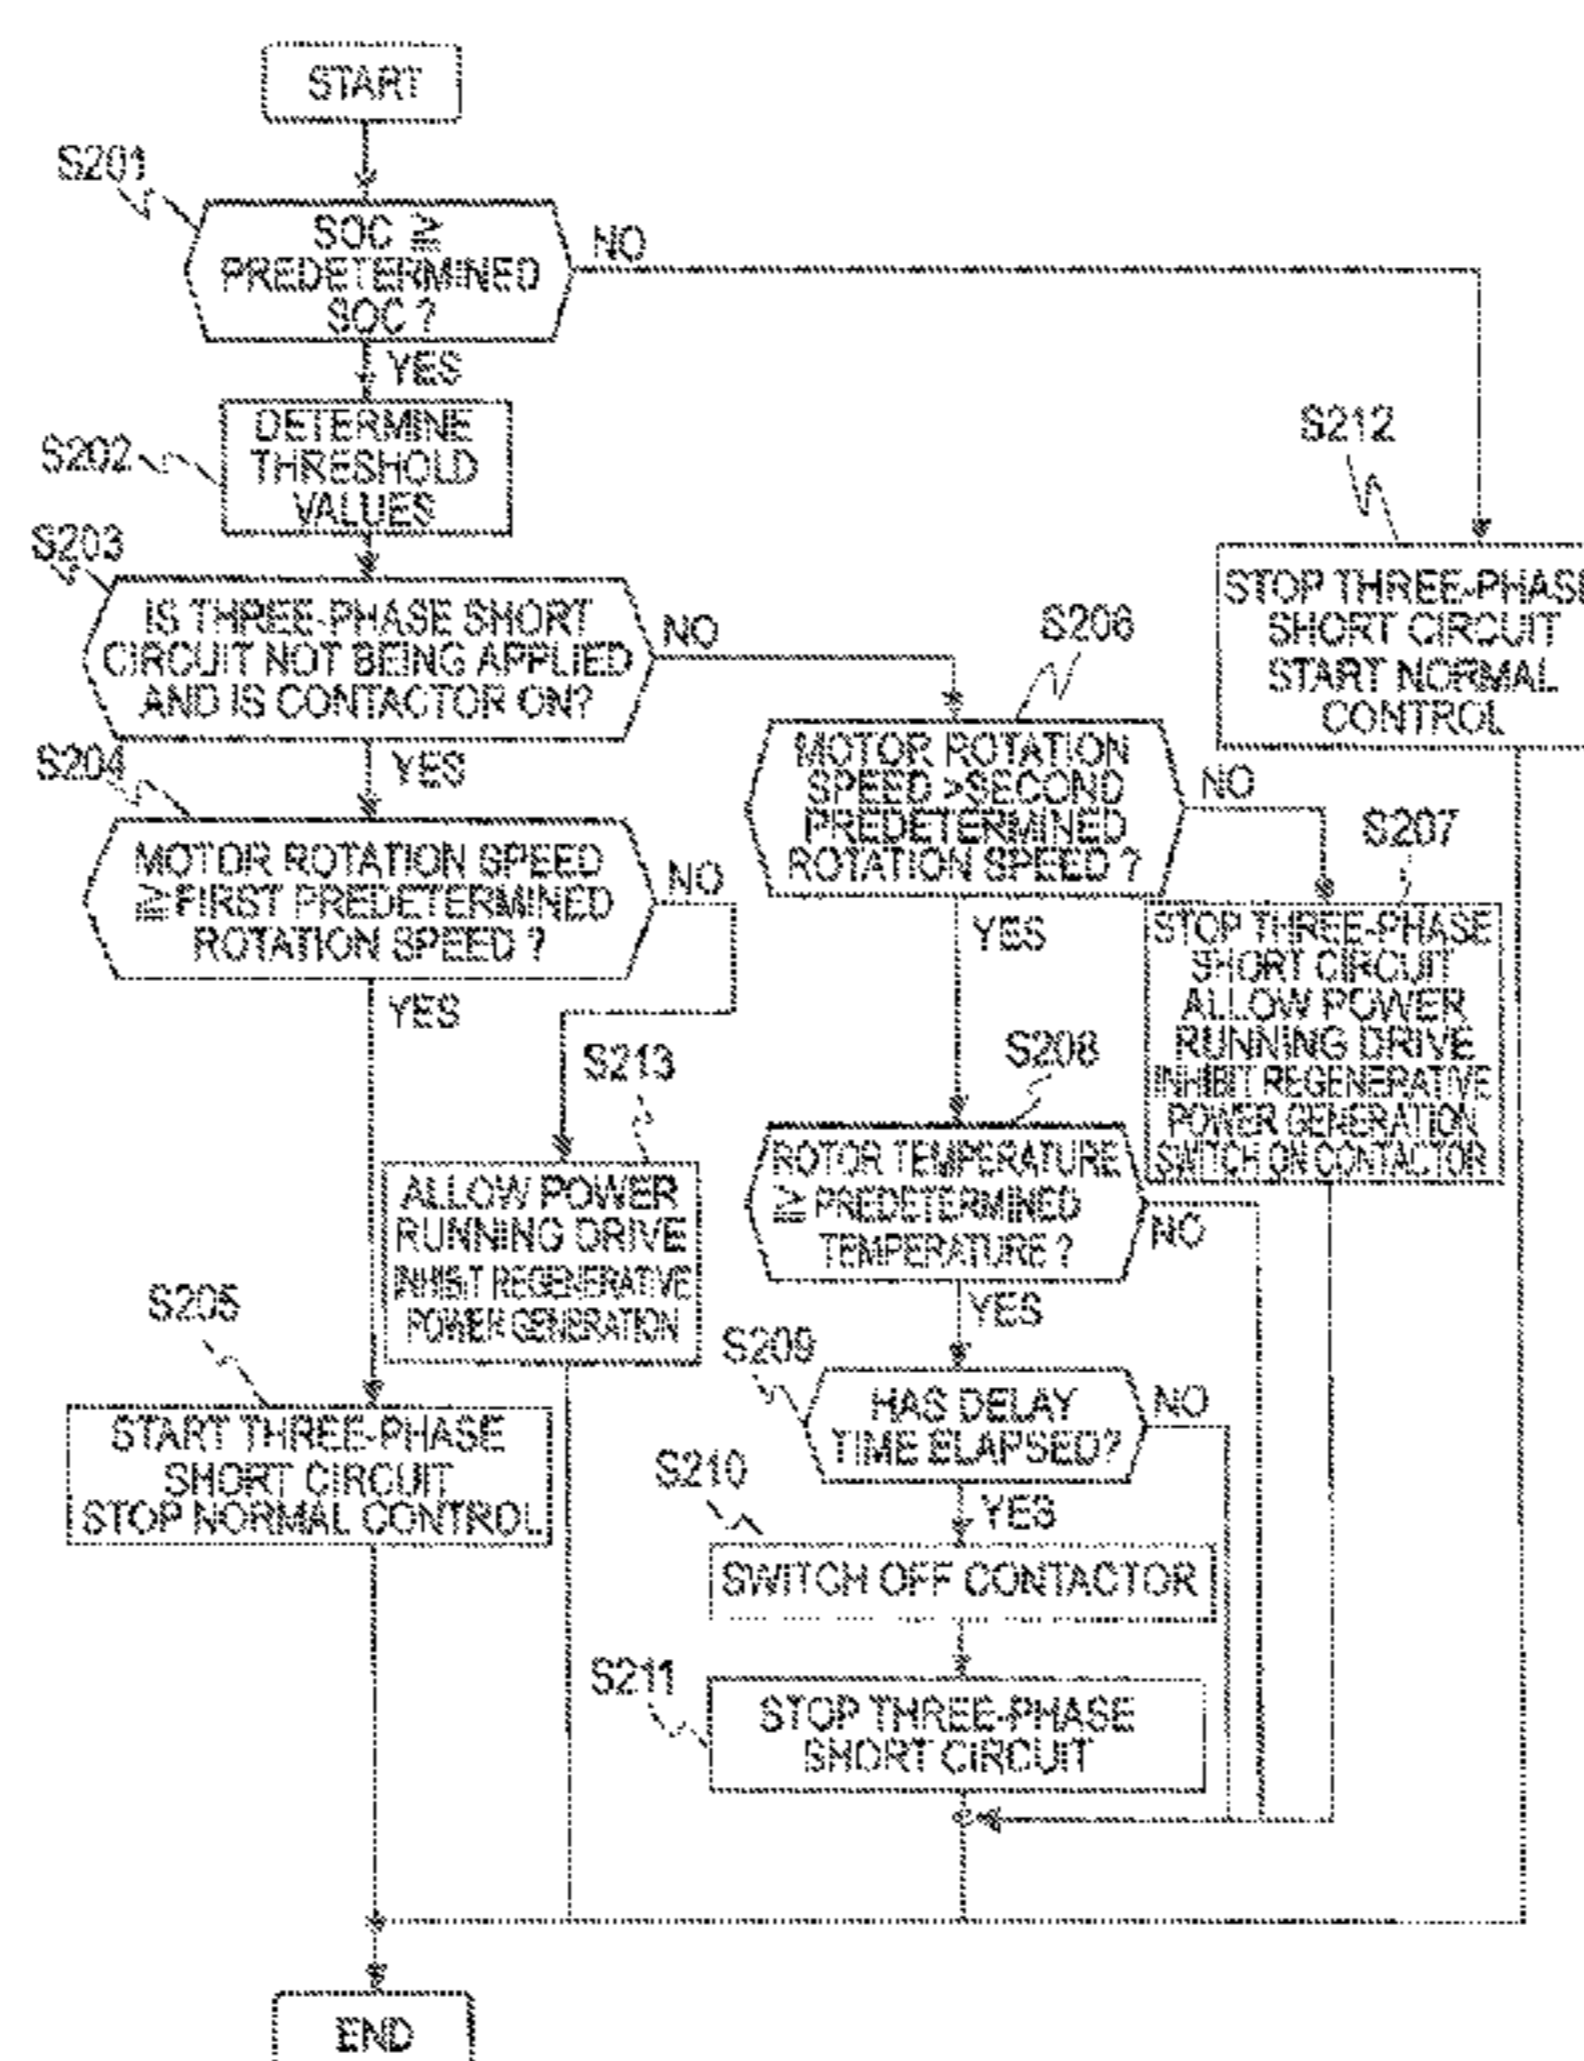 START
S201
SOC ≧
PREDETERMINED
SOC ?
NO
YES
S202
DETERMINE
THRESHOLD
VALUES
S212
STOP THREE-PHASE
SHORT CIRCUIT
START NORMAL
CONTROL
S203
IS THREE-PHASE SHORT
CIRCUIT NOT BEING APPLIED
AND IS CONTACTOR ON?
NO
YES
S206
MOTOR ROTATION
SPEED >SECOND
PREDETERMINED
ROTATION SPEED ?
NO
YES
S204
MOTOR ROTATION SPEED
≧ FIRST PREDETERMINED
ROTATION SPEED ?
NO
YES
S207
STOP THREE-PHASE
SHORT CIRCUIT
ALLOW POWER
RUNNING DRIVE
INHIBIT REGENERATIVE
POWER GENERATION
SWITCH ON CONTACTOR
S213
ALLOW POWER
RUNNING DRIVE
INHIBIT REGENERATIVE
POWER GENERATION
S208
ROTOR TEMPERATURE
≧ PREDETERMINED
TEMPERATURE ?
NO
YES
S205
START THREE-PHASE
SHORT CIRCUIT
STOP NORMAL CONTROL
S209
HAS DELAY
TIME ELAPSED?
NO
YES
S210
SWITCH OFF CONTACTOR
S211
STOP THREE-PHASE
SHORT CIRCUIT
END